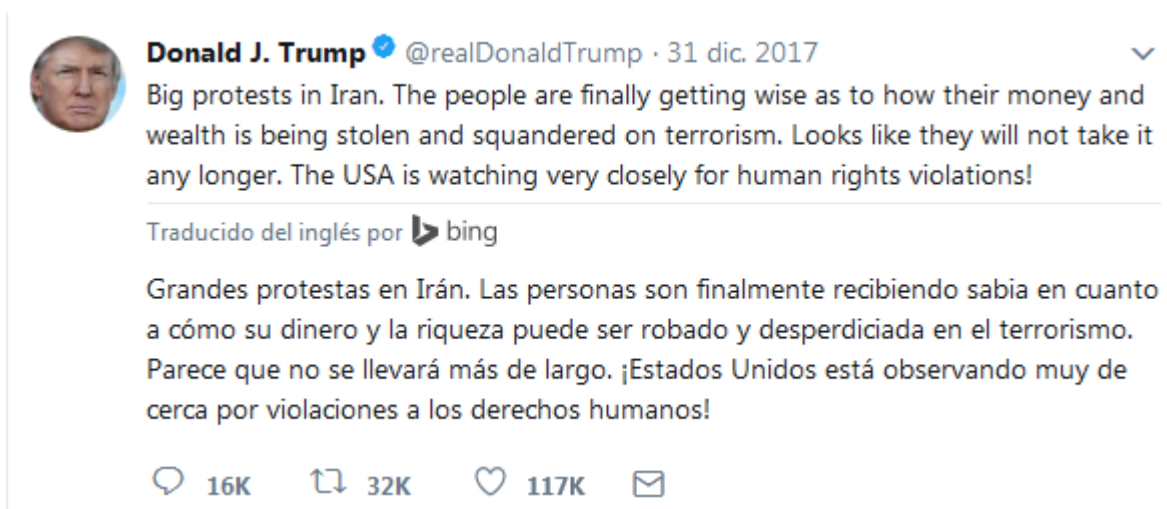 Donald J. Trump @realDonaldTrump · 31 dic. 2017
Big protests in Iran. The people are finally getting wise as to how their money and
wealth is being stolen and squandered on terrorism. Looks like they will not take it
any longer. The USA is watching very closely for human rights violations!
Traducido del inglés por bing
Grandes protestas en Irán. Las personas son finalmente recibiendo sabia en cuanto
a cómo su dinero y la riqueza puede ser robado y desperdiciada en el terrorismo.
Parece que no se llevará más de largo. ¡Estados Unidos está observando muy de
cerca por violaciones a los derechos humanos!
16K 32K 117K